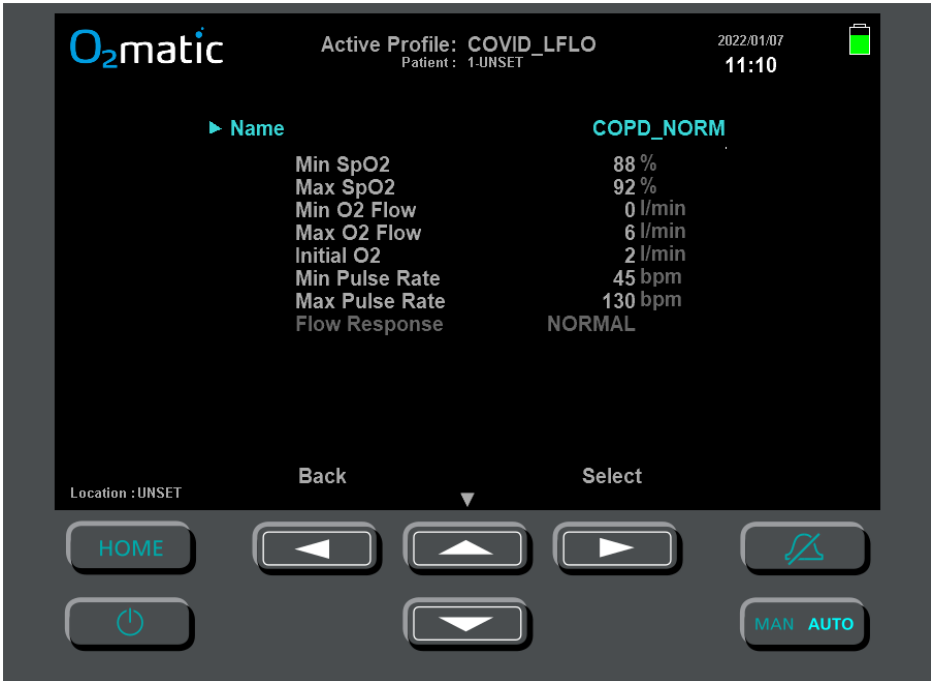 O2matic
Active Profile: COVID_LFLO
Patient : 1-UNSET
2022/01/07
11:10
Name COPD_NORM
Min SpO2 88 %
Max SpO2 92 %
Min O2 Flow 0 l/min
Max O2 Flow 6 l/min
Initial O2 2 l/min
Min Pulse Rate 45 bpm
Max Pulse Rate 130 bpm
Flow Response NORMAL
Back Select
Location : UNSET
HOME
MAN AUTO